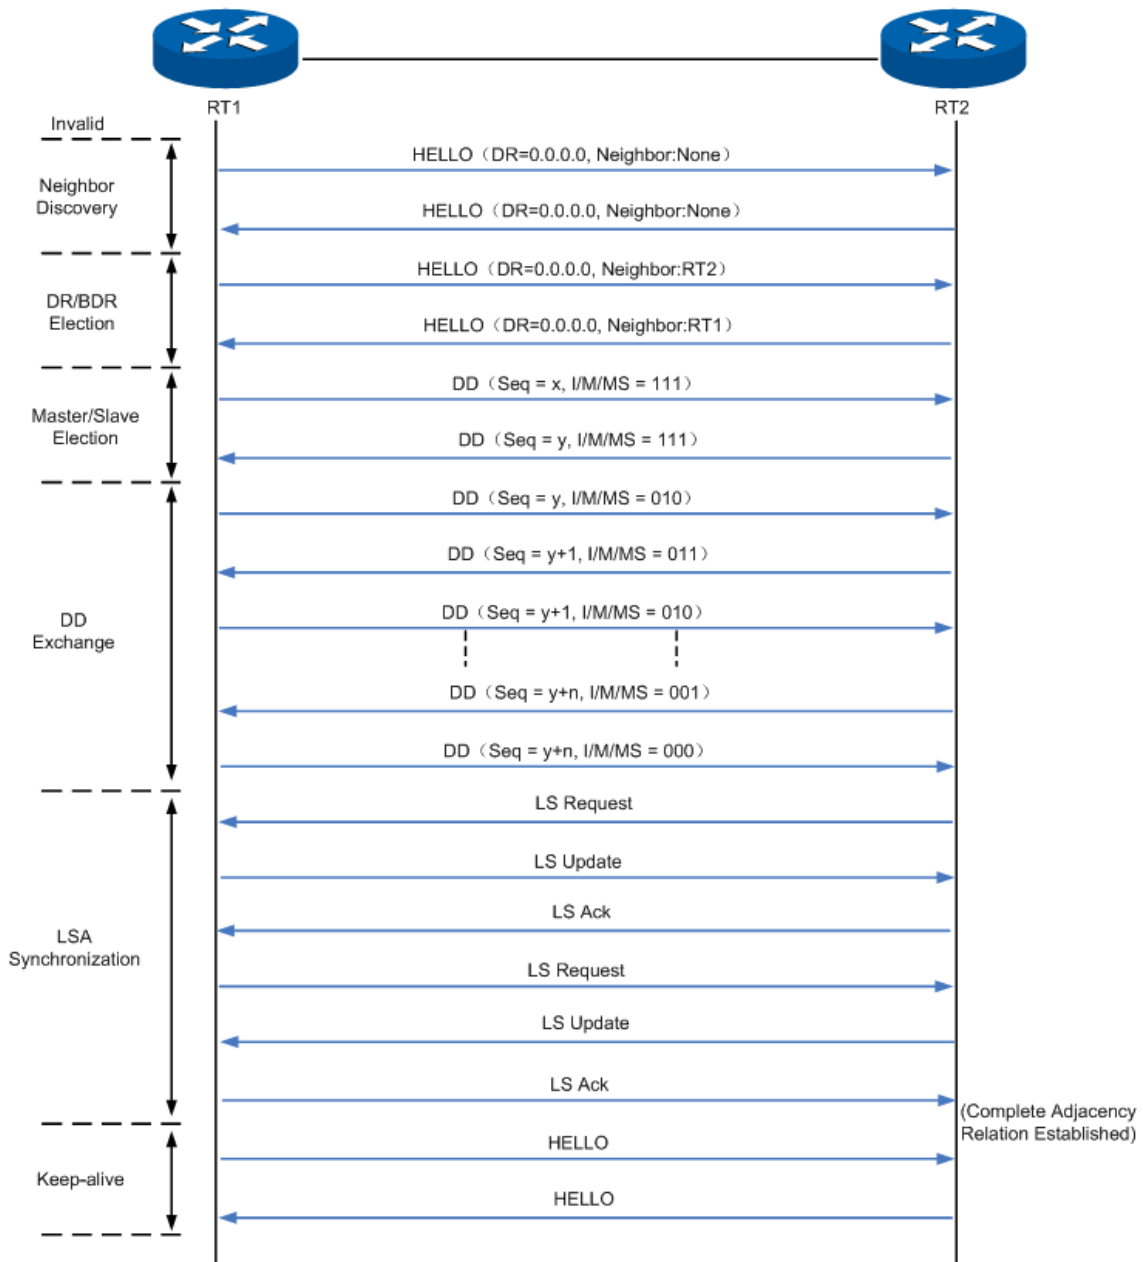 RT1
RT2
Invalid
HELLO（DR=0.0.0.0, Neighbor:None）
Neighbor
Discovery
HELLO（DR=0.0.0.0, Neighbor:None）
HELLO（DR=0.0.0.0, Neighbor:RT2）
DR/BDR
Election
HELLO（DR=0.0.0.0, Neighbor:RT1）
DD（Seq = x, I/M/MS = 111）
Master/Slave
Election
DD（Seq = y, I/M/MS = 111）
DD（Seq = y, I/M/MS = 010）
DD（Seq = y+1, I/M/MS = 011）
DD
Exchange
DD（Seq = y+1, I/M/MS = 010）
DD（Seq = y+n, I/M/MS = 001）
DD（Seq = y+n, I/M/MS = 000）
LS Request
LS Update
LS Ack
LSA
Synchronization
LS Request
LS Update
LS Ack
(Complete Adjacency
Relation Established)
HELLO
Keep-alive
HELLO